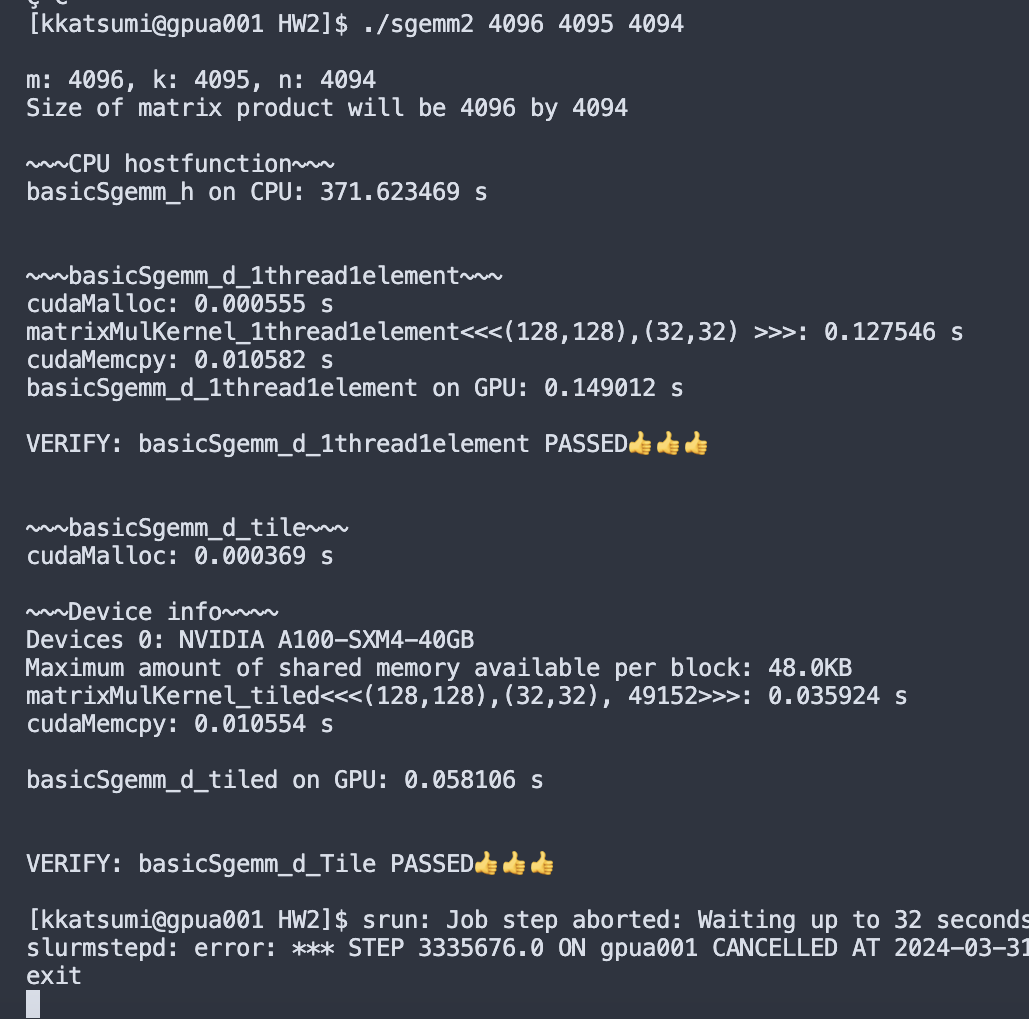 [kkatsumi@gpua001 HW2]$ ./sgemm2 4096 4095 4094
m: 4096, k: 4095, n: 4094
Size of matrix product will be 4096 by 4094
~~~CPU hostfunction~~~
basicSgemm_h on CPU: 371.623469 s
~~~basicSgemm_d_1thread1element~~~
cudaMalloc: 0.000555 s
matrixMulKernel_1thread1element<<<(128,128),(32,32) >>>: 0.127546 s
cudaMemcpy: 0.010582 s
basicSgemm_d_1thread1element on GPU: 0.149012 s
VERIFY: basicSgemm_d_1thread1element PASSED👍👍👍
~~~basicSgemm_d_tile~~~
cudaMalloc: 0.000369 s
~~~Device info~~~~
Devices 0: NVIDIA A100-SXM4-40GB
Maximum amount of shared memory available per block: 48.0KB
matrixMulKernel_tiled<<<(128,128),(32,32), 49152>>>: 0.035924 s
cudaMemcpy: 0.010554 s
basicSgemm_d_tiled on GPU: 0.058106 s
VERIFY: basicSgemm_d_Tile PASSED👍👍👍
[kkatsumi@gpua001 HW2]$ srun: Job step aborted: Waiting up to 32 seconds
slurmstepd: error: *** STEP 3335676.0 ON gpua001 CANCELLED AT 2024-03-31
exit